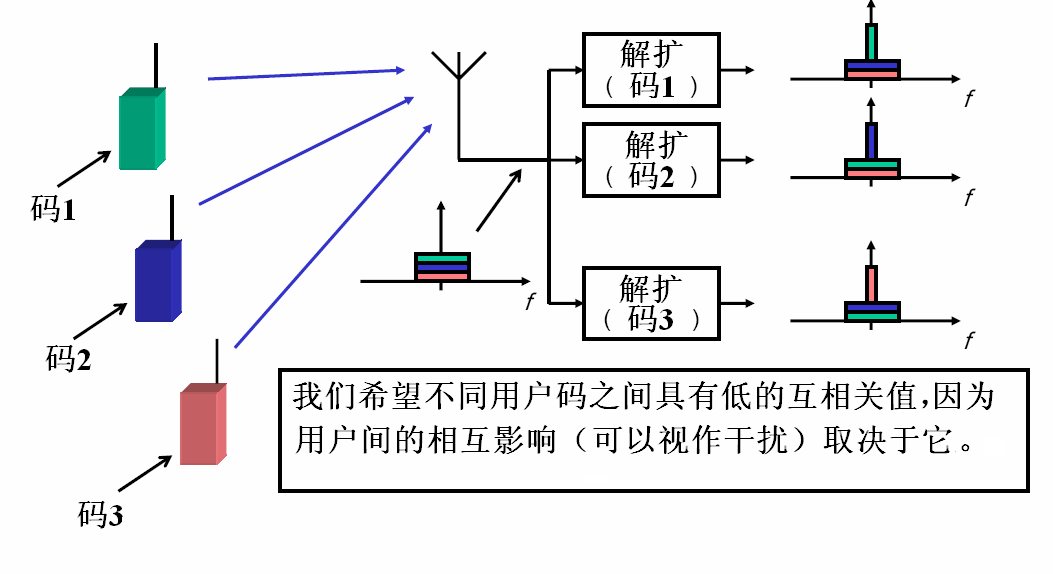 解扩
（码1）
f
解扩
（码2）
f
解扩
（码3）
f
码1
码2
码3
f
我们希望不同用户码之间具有低的互相关值,因为
用户间的相互影响（可以视作干扰）取决于它。